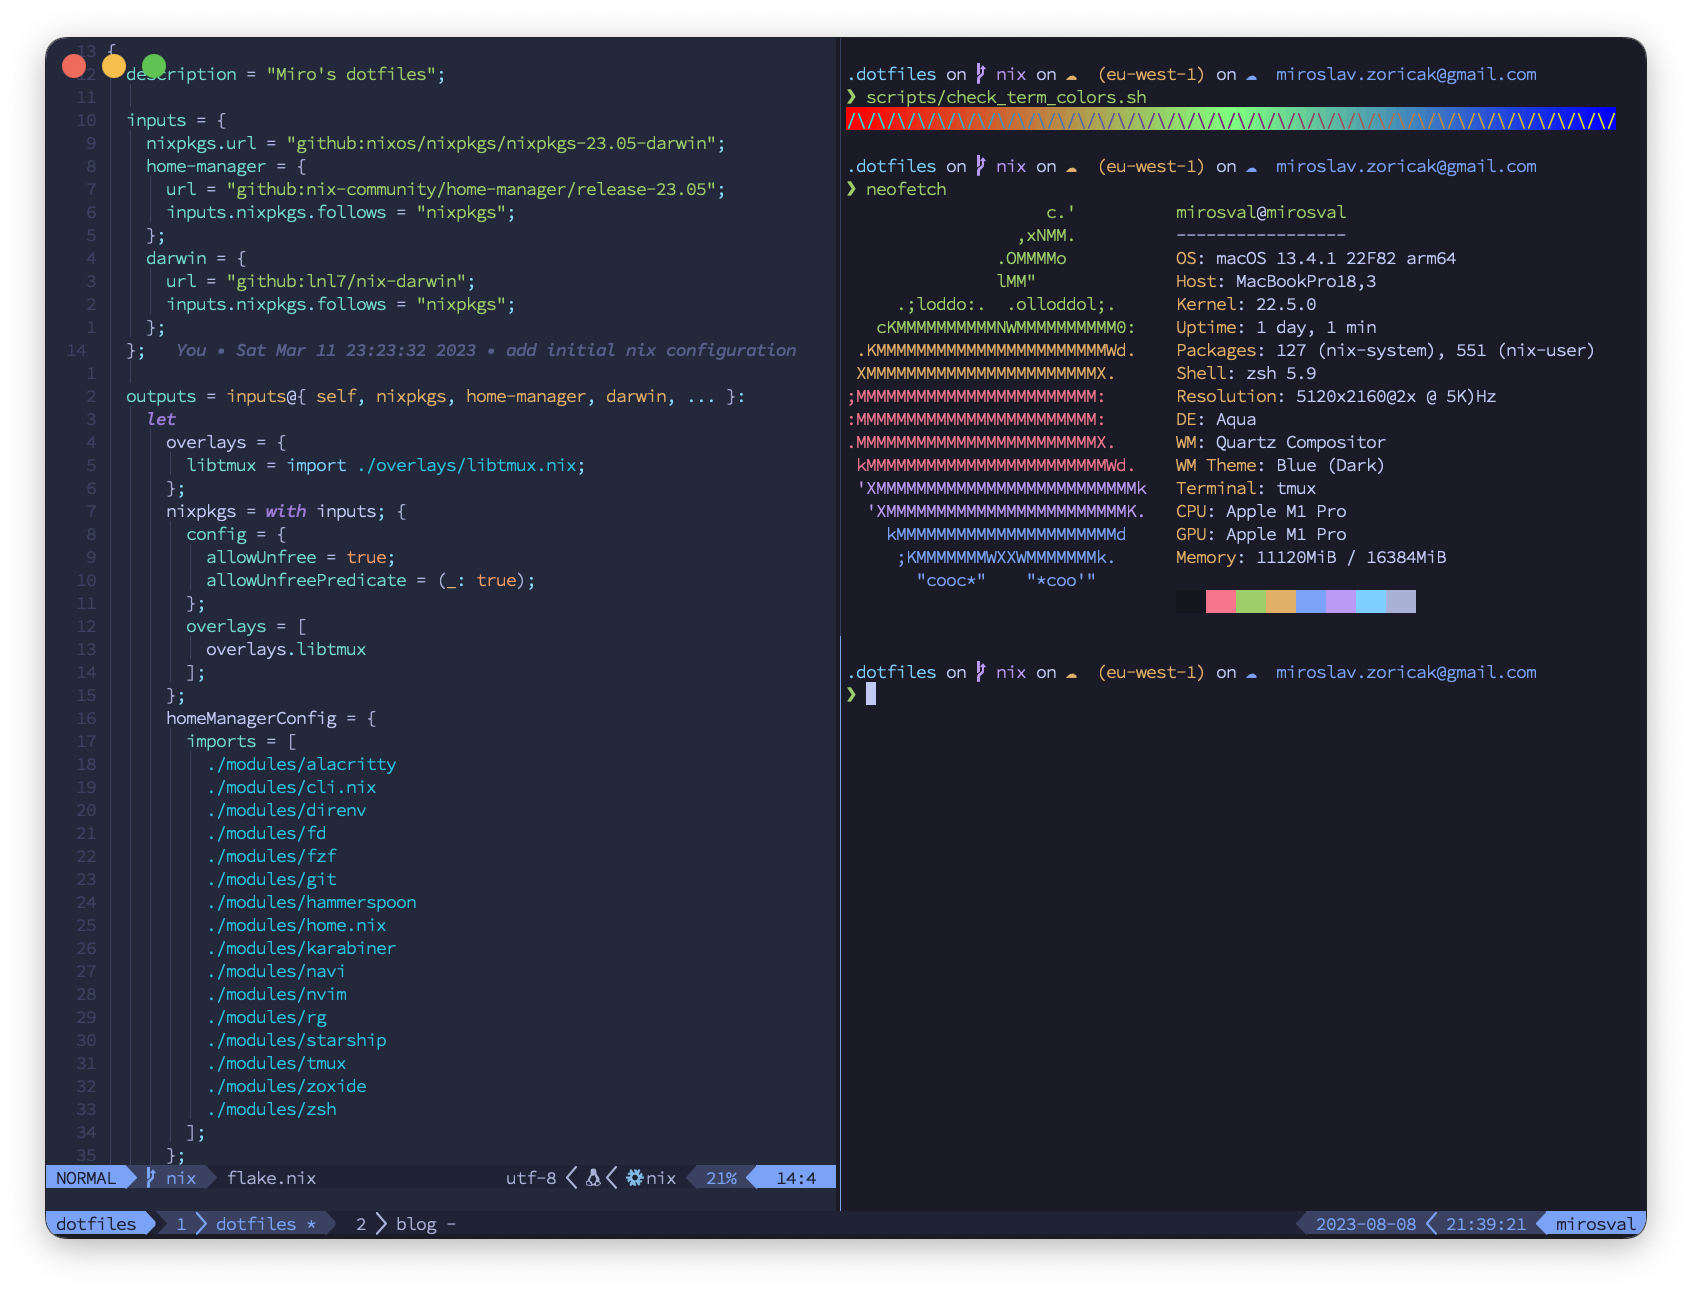 13 {
12 description = "Miro's dotfiles";
11
10 inputs = {
9 nixpkgs.url = "github:nixos/nixpkgs/nixpkgs-23.05-darwin";
8 home-manager = {
7 url = "github:nix-community/home-manager/release-23.05";
6 inputs.nixpkgs.follows = "nixpkgs";
5 };
4 darwin = {
3 url = "github:lnl7/nix-darwin";
2 inputs.nixpkgs.follows = "nixpkgs";
1 };
14 }; You • Sat Mar 11 23:23:32 2023 • add initial nix configuration
1
2 outputs = inputs@{ self, nixpkgs, home-manager, darwin, ... }:
3 let
4 overlays = {
5 libtmux = import ./overlays/libtmux.nix;
6 };
7 nixpkgs = with inputs; {
8 config = {
9 allowUnfree = true;
10 allowUnfreePredicate = (_: true);
11 };
12 overlays = [
13 overlays.libtmux
14 ];
15 };
16 homeManagerConfig = {
17 imports = [
18 ./modules/alacritty
19 ./modules/cli.nix
20 ./modules/direnv
21 ./modules/fd
22 ./modules/fzf
23 ./modules/git
24 ./modules/hammerspoon
25 ./modules/home.nix
26 ./modules/karabiner
27 ./modules/navi
28 ./modules/nvim
29 ./modules/rg
30 ./modules/starship
31 ./modules/tmux
32 ./modules/zoxide
33 ./modules/zsh
34 ];
35 };
NORMAL nix flake.nix utf-8 nix 21% 14:4
.dotfiles on nix on ☁ (eu-west-1) on ☁ miroslav.zoricak@gmail.com
❯ scripts/check_term_colors.sh
/\/\/\/\/\/\/\/\/\/\/\/\/\/\/\/\/\/\/\/\/\/\/\/\/\/\/\/\/\/\/\/\/\/\/\/\/\/\/
.dotfiles on nix on ☁ (eu-west-1) on ☁ miroslav.zoricak@gmail.com
❯ neofetch
c.' mirosval@mirosval
,xNMM. -----------------
.OMMMMo OS: macOS 13.4.1 22F82 arm64
lMM" Host: MacBookPro18,3
.;loddo:. .olloddol;. Kernel: 22.5.0
cKMMMMMMMMMMNWMMMMMMMMMM0: Uptime: 1 day, 1 min
.KMMMMMMMMMMMMMMMMMMMMMMMWd. Packages: 127 (nix-system), 551 (nix-user)
XMMMMMMMMMMMMMMMMMMMMMMMX. Shell: zsh 5.9
;MMMMMMMMMMMMMMMMMMMMMMMM: Resolution: 5120x2160@2x @ 5K)Hz
:MMMMMMMMMMMMMMMMMMMMMMMM: DE: Aqua
.MMMMMMMMMMMMMMMMMMMMMMMMX. WM: Quartz Compositor
kMMMMMMMMMMMMMMMMMMMMMMMMWd. WM Theme: Blue (Dark)
'XMMMMMMMMMMMMMMMMMMMMMMMMMMk Terminal: tmux
'XMMMMMMMMMMMMMMMMMMMMMMMMK. CPU: Apple M1 Pro
kMMMMMMMMMMMMMMMMMMMMMMd GPU: Apple M1 Pro
;KMMMMMMMWXXWMMMMMMMk. Memory: 11120MiB / 16384MiB
"cooc*" "*coo'"
.dotfiles on nix on ☁ (eu-west-1) on ☁ miroslav.zoricak@gmail.com
❯
dotfiles 1 dotfiles * 2 blog - 2023-08-08 21:39:21 mirosval